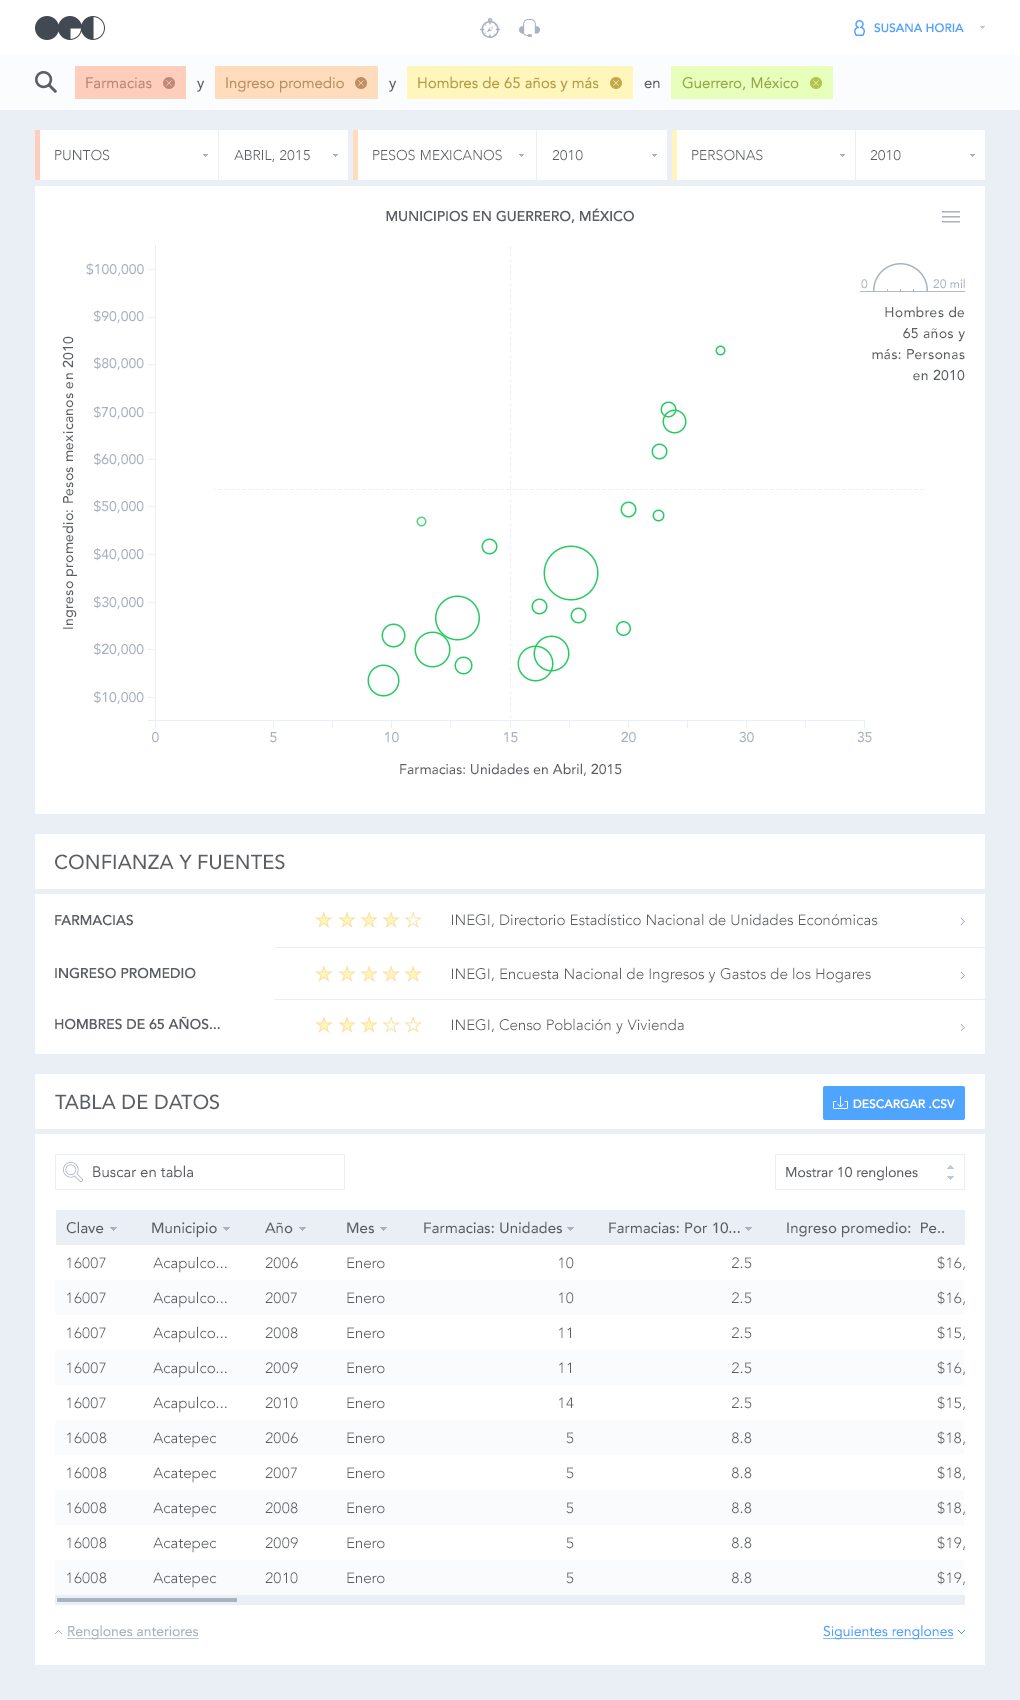 SUSANA HORIA
Farmacias y Ingreso promedio y Hombres de 65 años y más en Guerrero, México
PUNTOS ABRIL, 2015 PESOS MEXICANOS 2010 PERSONAS 2010
MUNICIPIOS EN GUERRERO, MÉXICO
0 20 mil
Hombres de
65 años y
más: Personas
en 2010
Ingreso promedio: Pesos mexicanos en 2010
$100,000
$90,000
$80,000
$70,000
$60,000
$50,000
$40,000
$30,000
$20,000
$10,000
0 5 10 15 20 30 35
Farmacias: Unidades en Abril, 2015
CONFIANZA Y FUENTES
FARMACIAS INEGI, Directorio Estadístico Nacional de Unidades Económicas
INGRESO PROMEDIO INEGI, Encuesta Nacional de Ingresos y Gastos de los Hogares
HOMBRES DE 65 AÑOS... INEGI, Censo Población y Vivienda
TABLA DE DATOS DESCARGAR .CSV
Buscar en tabla Mostrar 10 renglones
Clave Municipio Año Mes Farmacias: Unidades Farmacias: Por 10... Ingreso promedio: Pe..
16007 Acapulco... 2006 Enero 10 2.5 $16,
16007 Acapulco... 2007 Enero 10 2.5 $16,
16007 Acapulco... 2008 Enero 11 2.5 $15,
16007 Acapulco... 2009 Enero 11 2.5 $16,
16007 Acapulco... 2010 Enero 14 2.5 $15,
16008 Acatepec 2006 Enero 5 8.8 $18,
16008 Acatepec 2007 Enero 5 8.8 $18,
16008 Acatepec 2008 Enero 5 8.8 $18,
16008 Acatepec 2009 Enero 5 8.8 $19,
16008 Acatepec 2010 Enero 5 8.8 $19,
Renglones anteriores Siguientes renglones